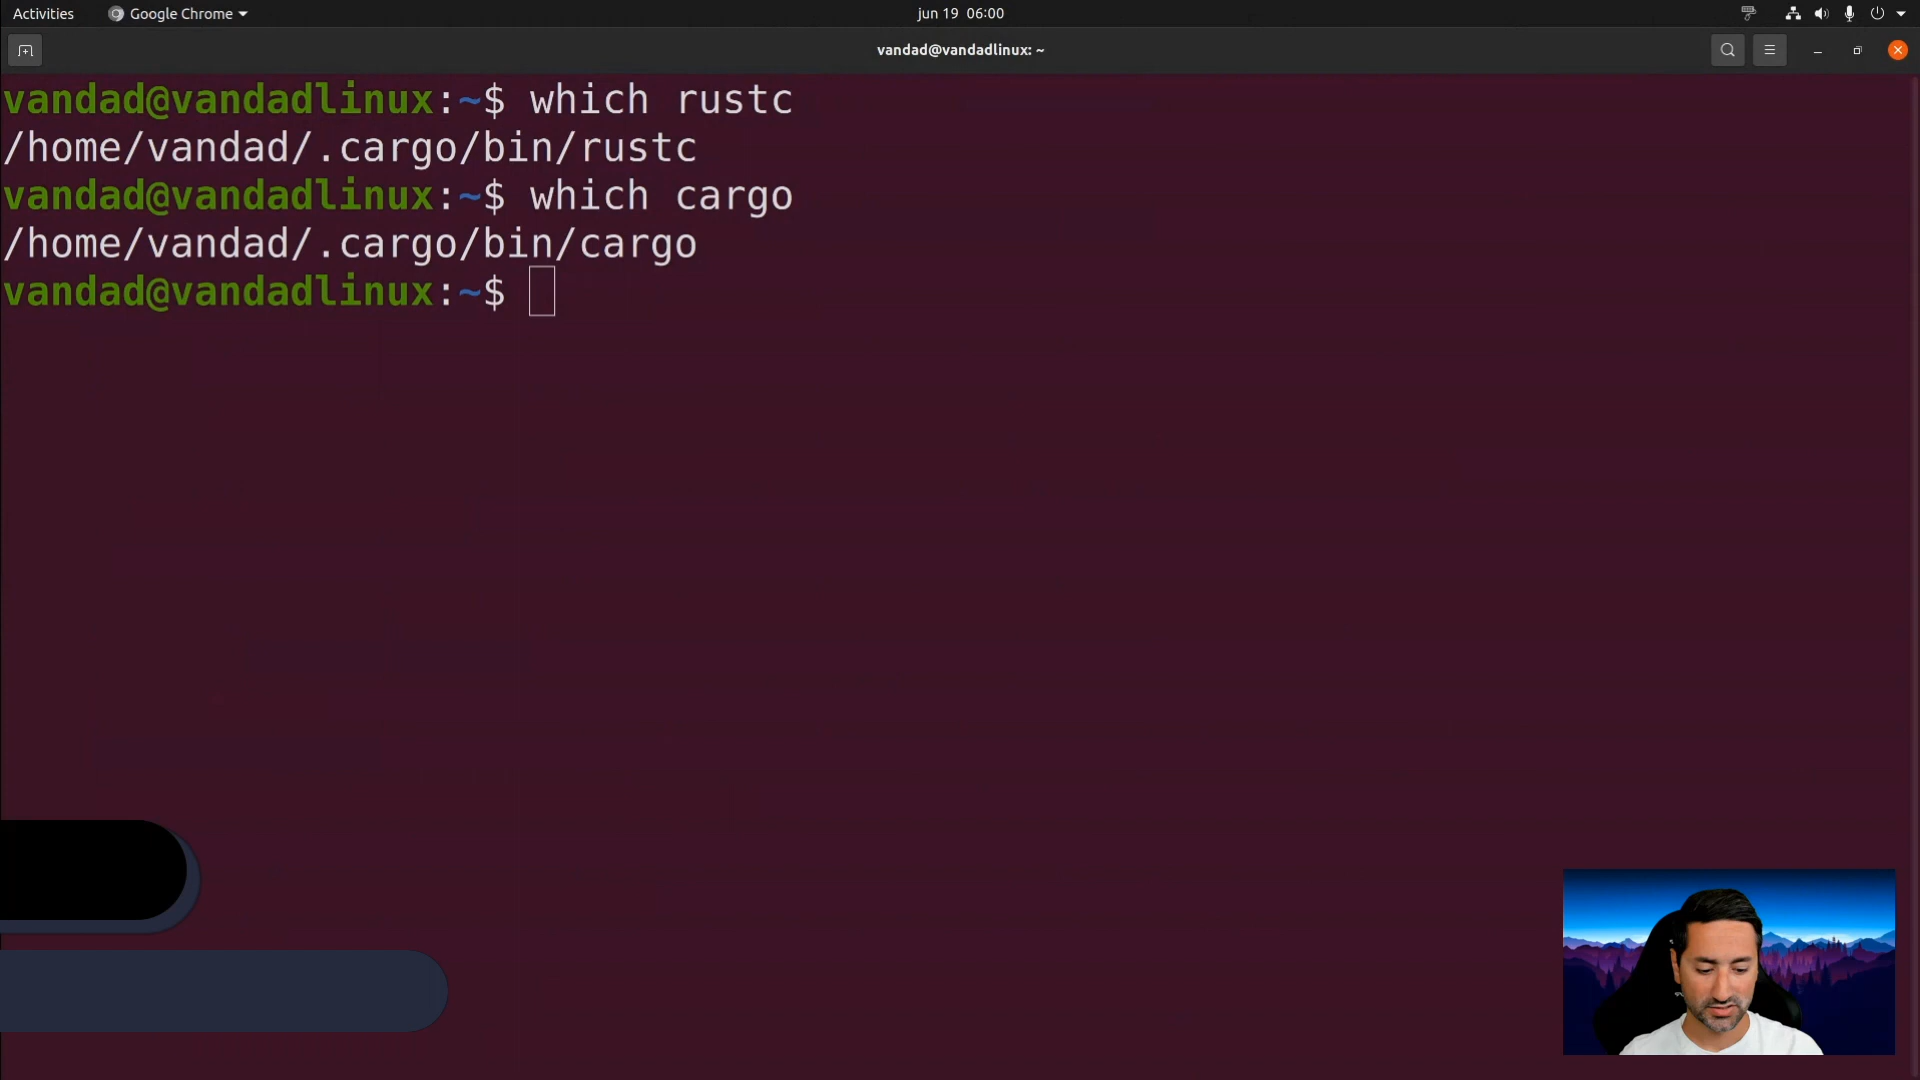 Activities
Google Chrome
jun 19 06:00
vandad@vandadlinux: ~
vandad@vandadlinux:~$ which rustc
/home/vandad/.cargo/bin/rustc
vandad@vandadlinux:~$ which cargo
/home/vandad/.cargo/bin/cargo
vandad@vandadlinux:~$